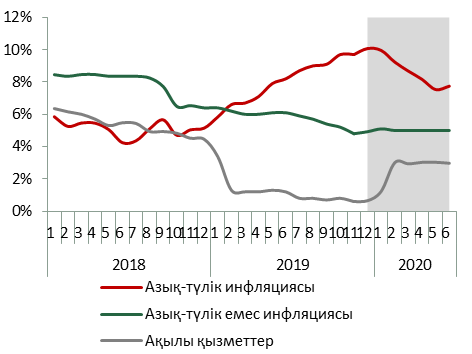 12%
10%
8%
6%
4%
2%
0%
1 2 3 4 5 6 7 8 9 10 11 12 1 2 3 4 5 6 7 8 9 10 11 12 1 2 3 4 5 6
2018 2019 2020
Азық-түлік инфляциясы
Азық-түлік емес инфляциясы
Ақылы қызметтер